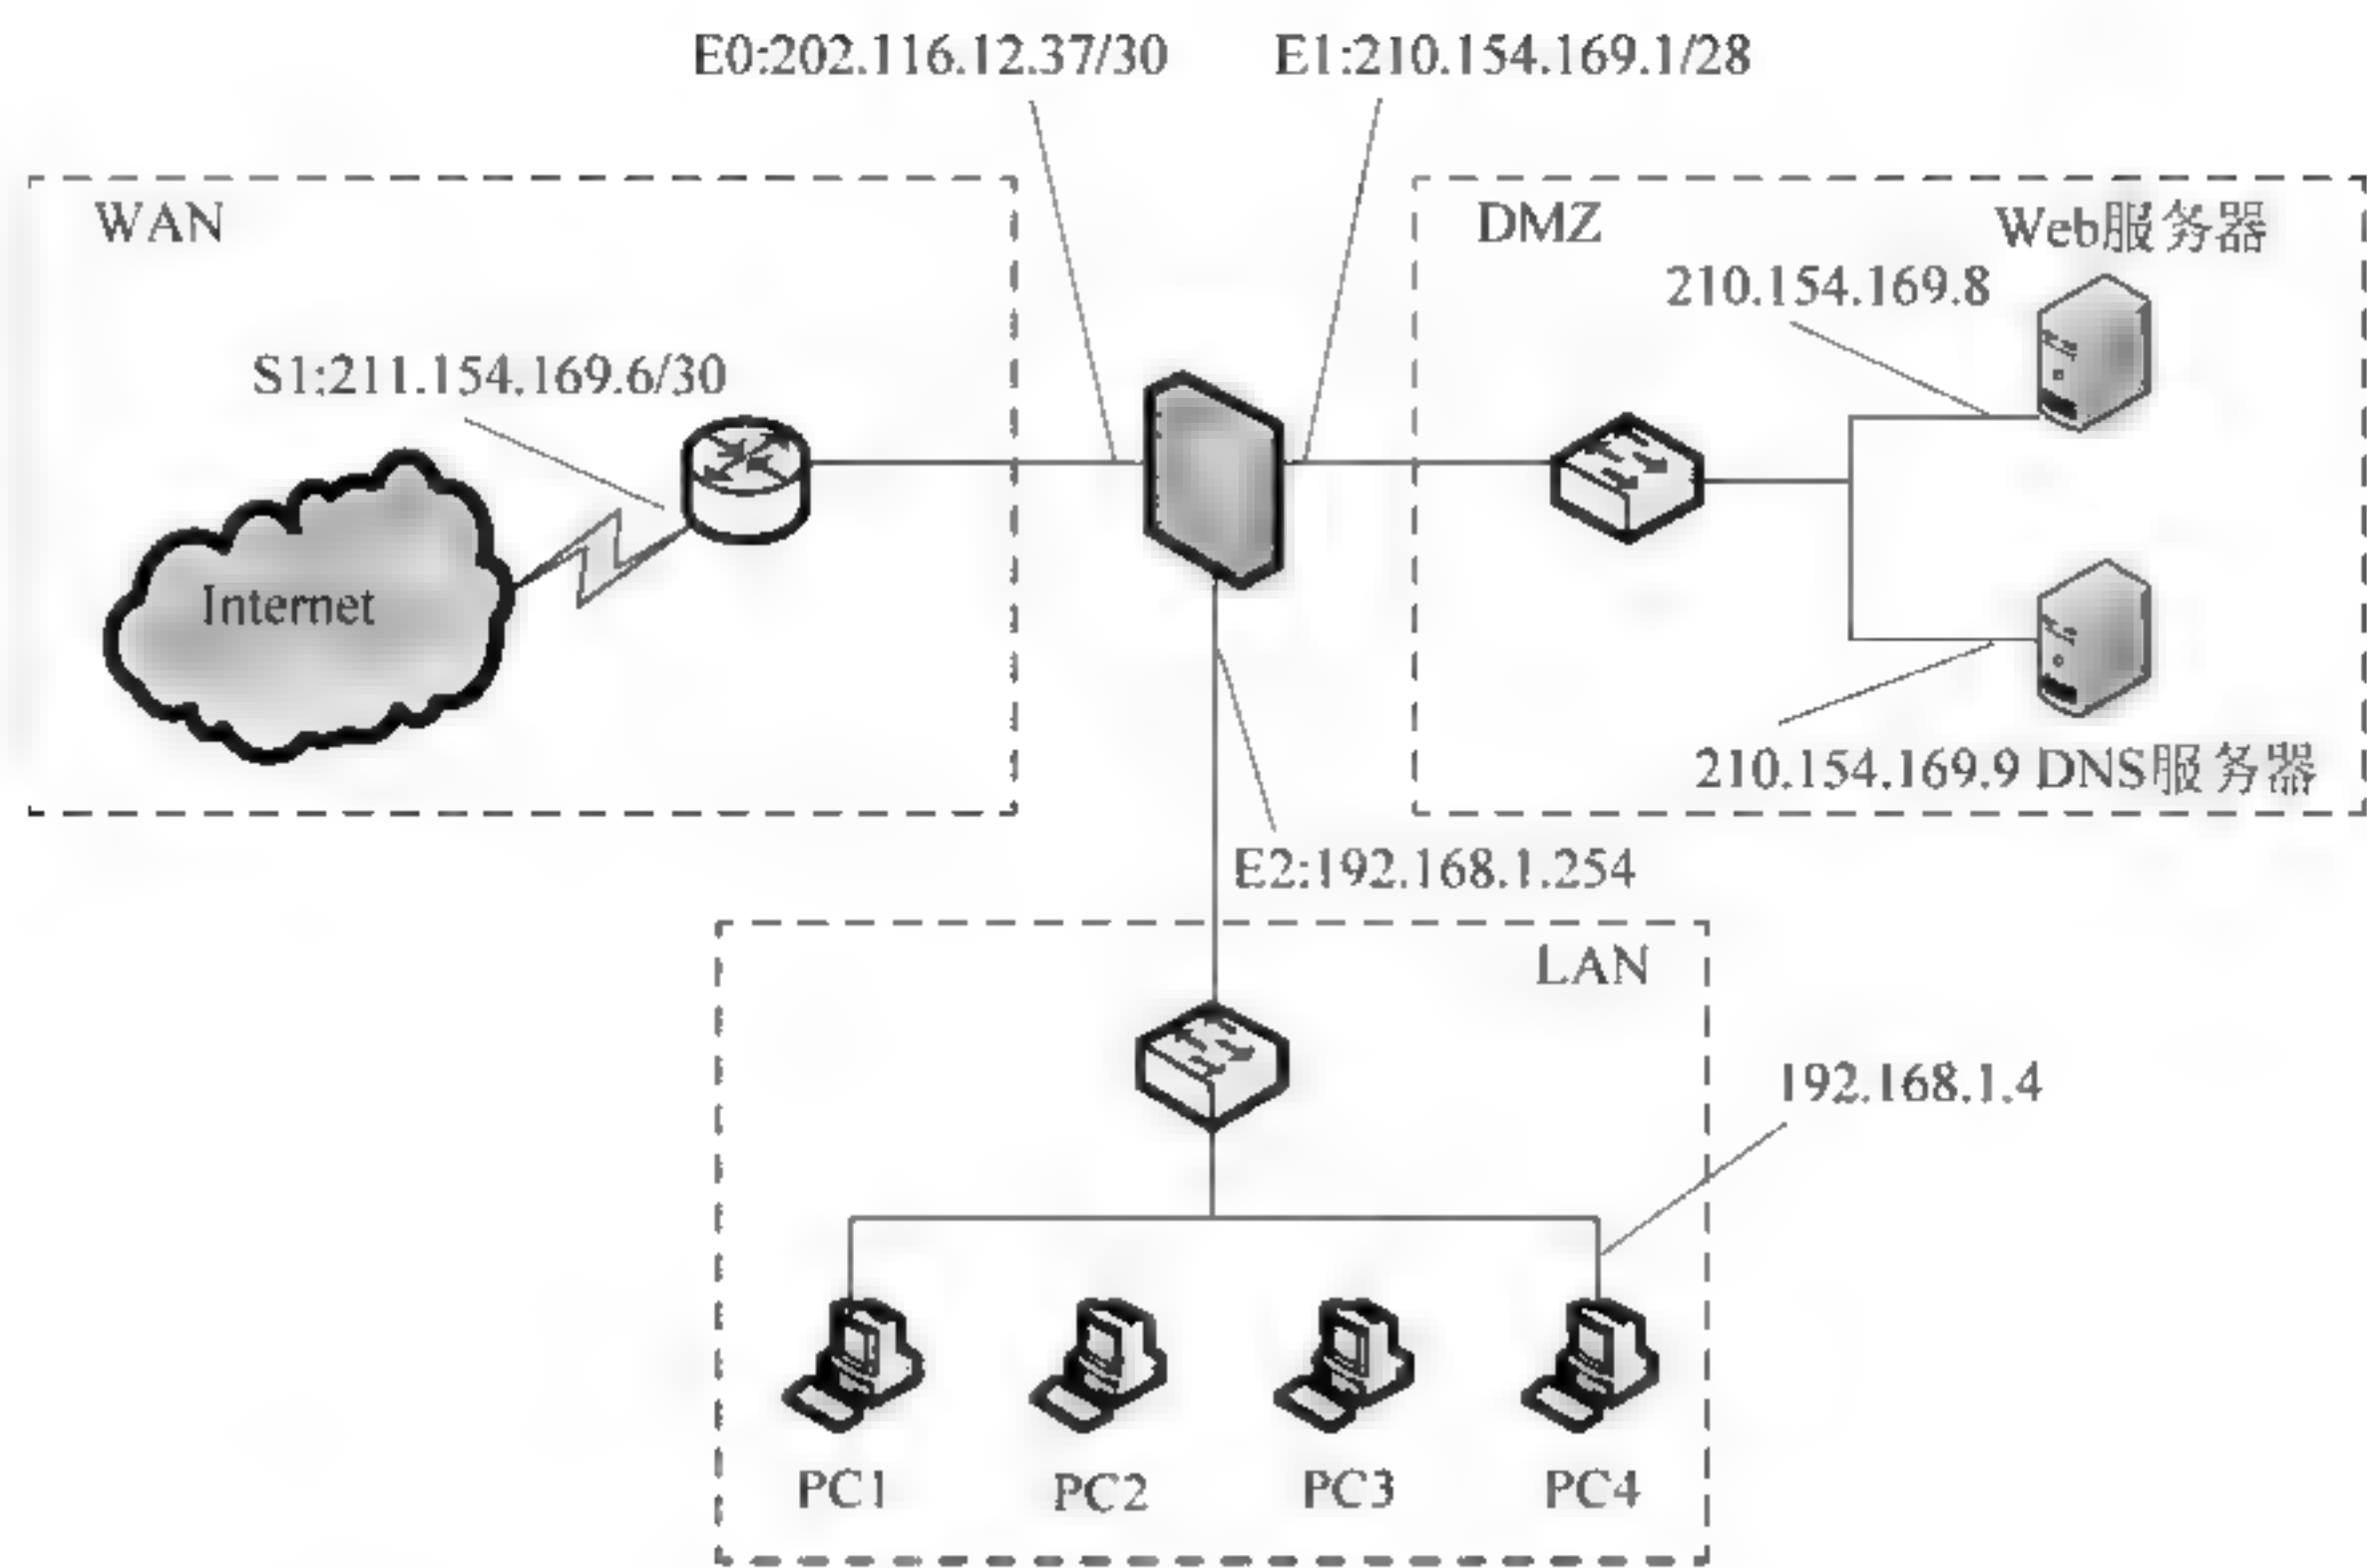 E0:202.116.12.37/30
E1:210.154.169.1/28
WAN
DMZ
Web服务器
210.154.169.8
S1:211.154.169.6/30
Internet
210.154.169.9 DNS服务器
E2:192.168.1.254
LAN
192.168.1.4
PC1
PC2
PC3
PC4